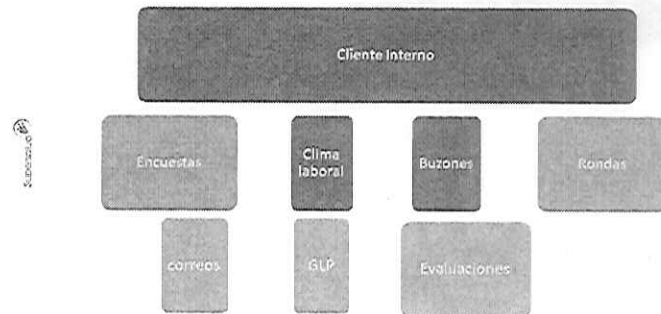 Cliente Interno
Encuestas
Clima
laboral
Buzones
Rondas
correos
GLP
Evaluaciones